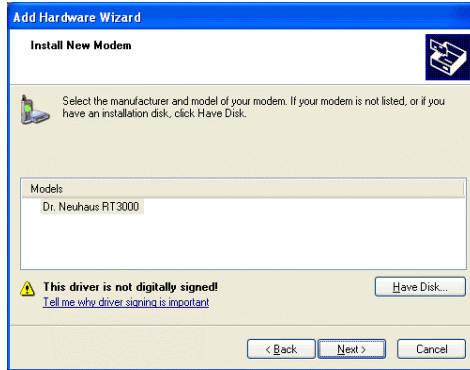 Add Hardware Wizard
Install New Modem
Select the manufacturer and model of your modem. If your modem is not listed, or if you
have an installation disk, click Have Disk.
Models
Dr. Neuhaus RT3000
This driver is not digitally signed!
Tell me why driver signing is important
Have Disk...
< Back
Next >
Cancel